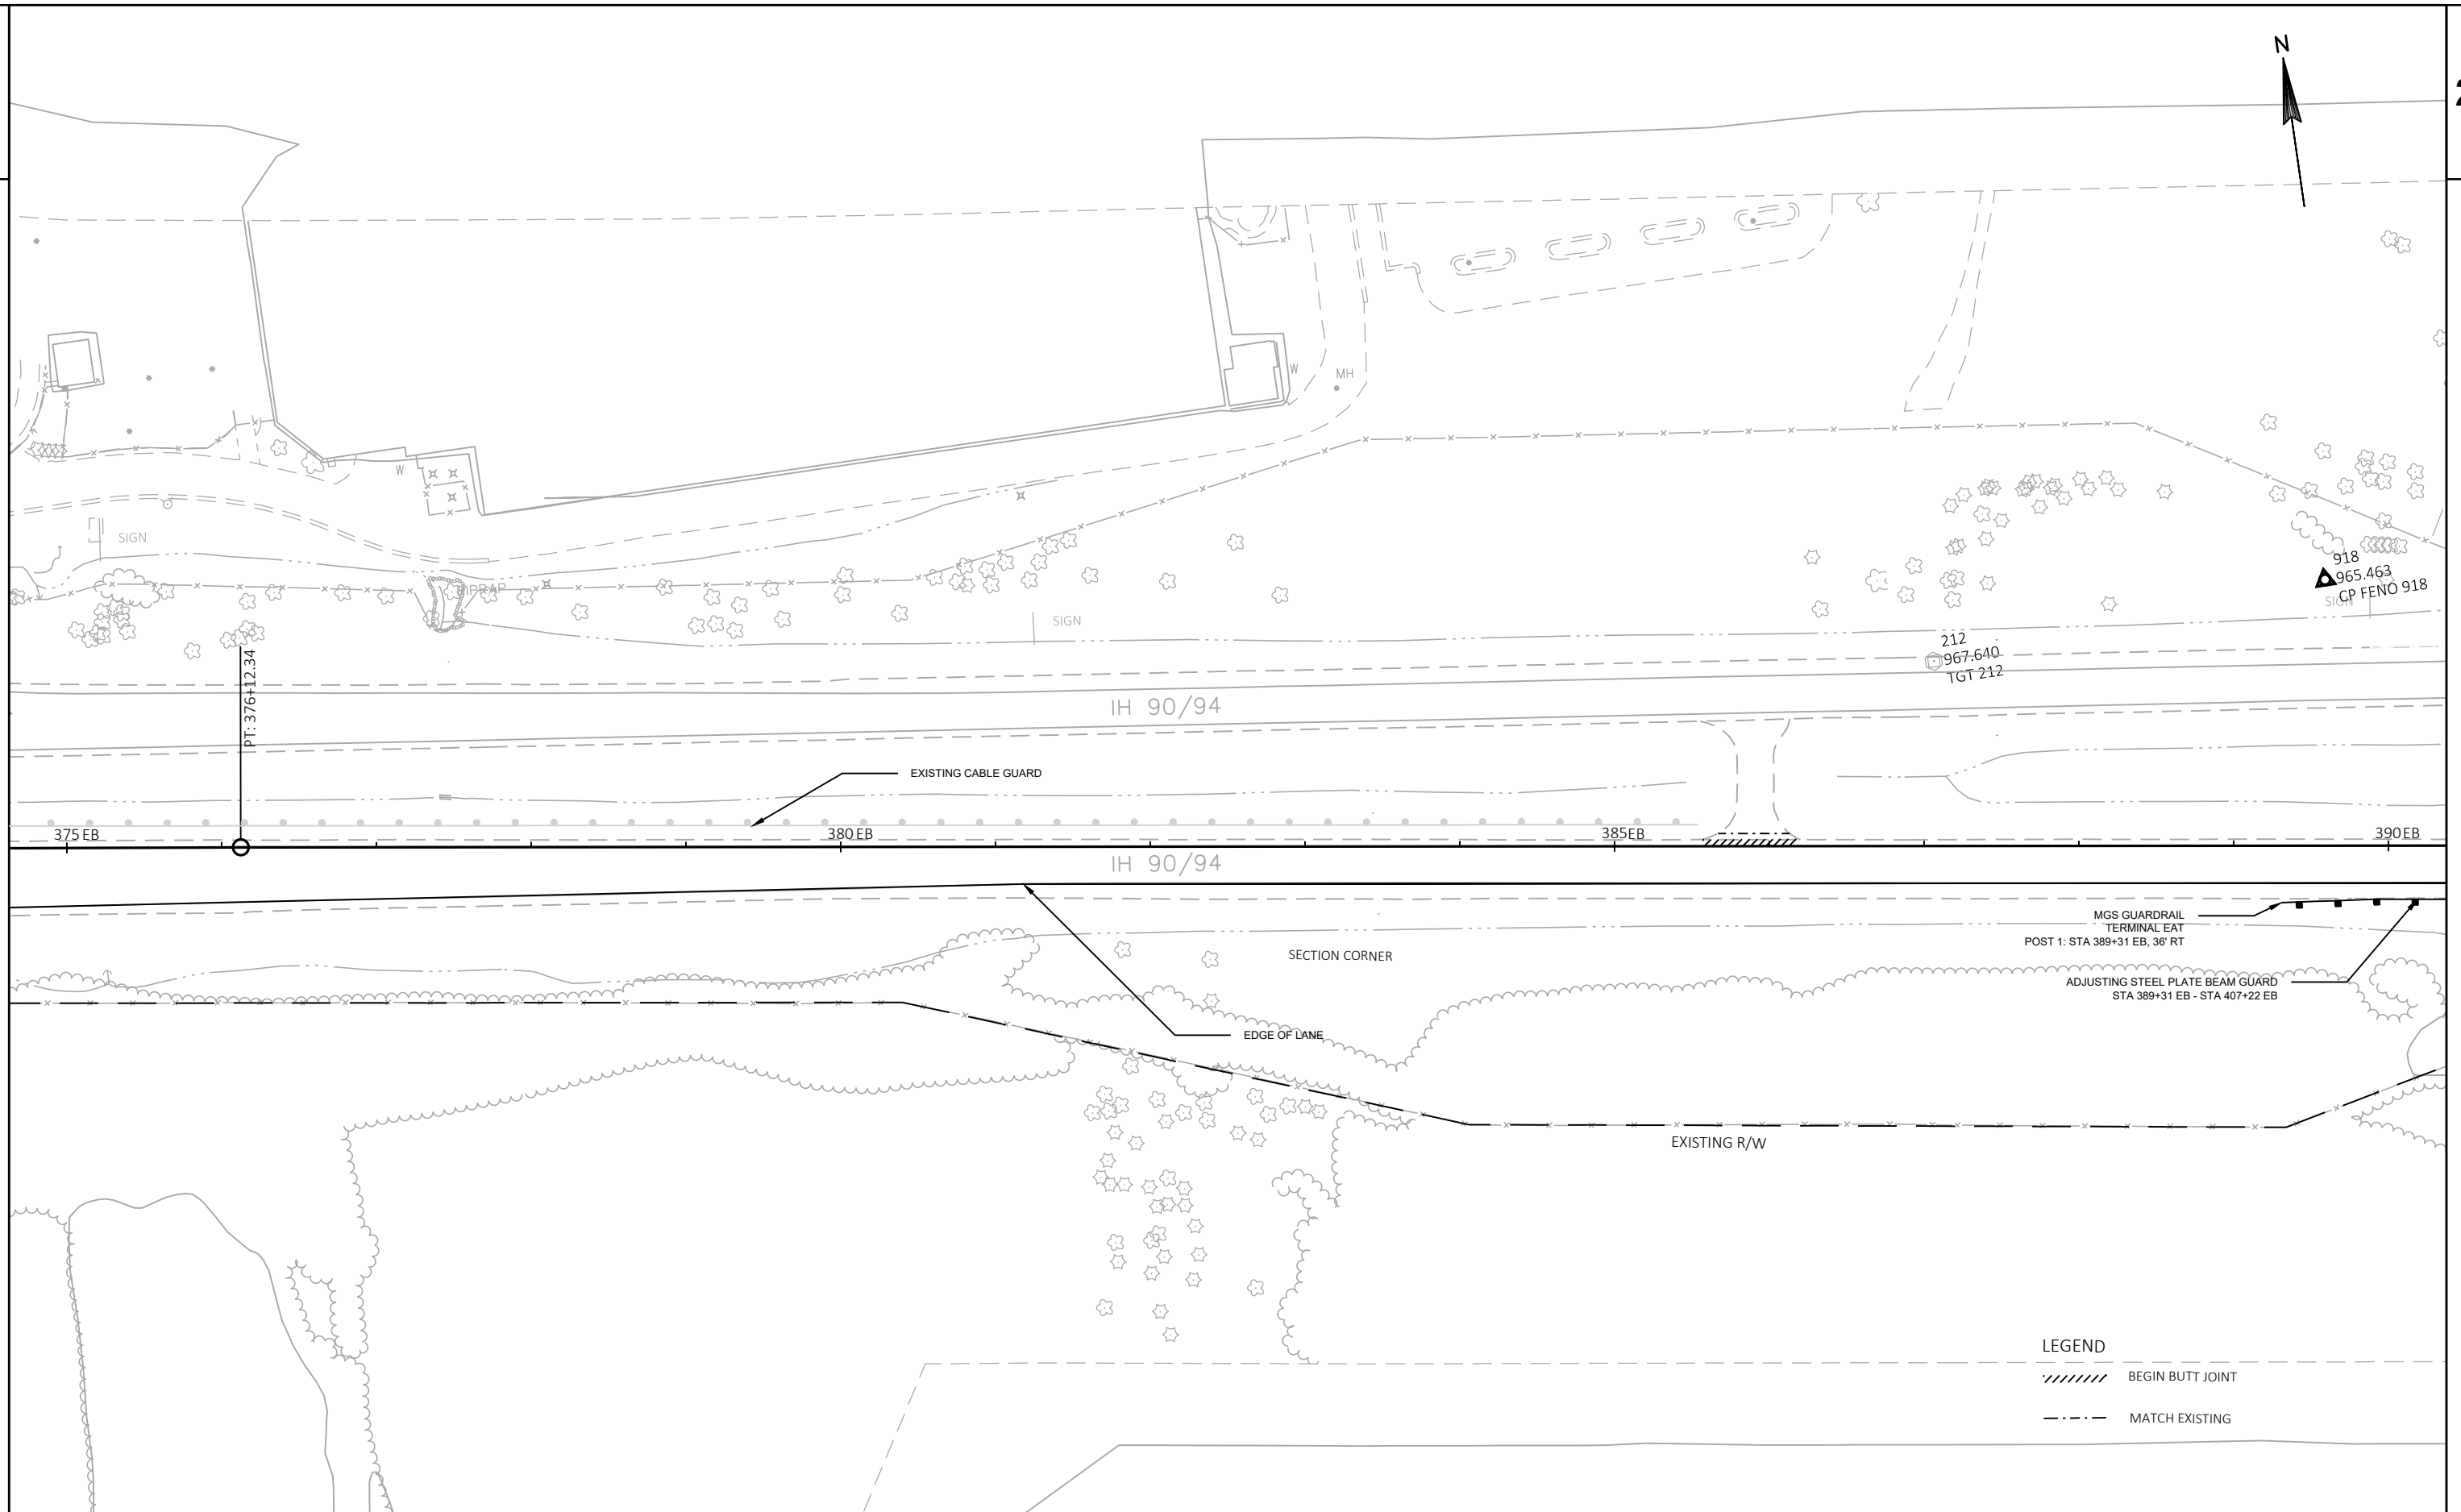 N
W
MH
W
SIGN
918
965.463
CP FENO 918
RIPRAP
SIGN
SIGN
212
967.640
TGT 212
PT: 376+12.34
IH 90/94
EXISTING CABLE GUARD
375 EB
380 EB
385EB
390 EB
IH 90/94
MGS GUARDRAIL
TERMINAL EAT
POST 1: STA 389+31 EB, 36' RT
SECTION CORNER
ADJUSTING STEEL PLATE BEAM GUARD
STA 389+31 EB - STA 407+22 EB
EDGE OF LANE
EXISTING R/W
LEGEND
BEGIN BUTT JOINT
MATCH EXISTING